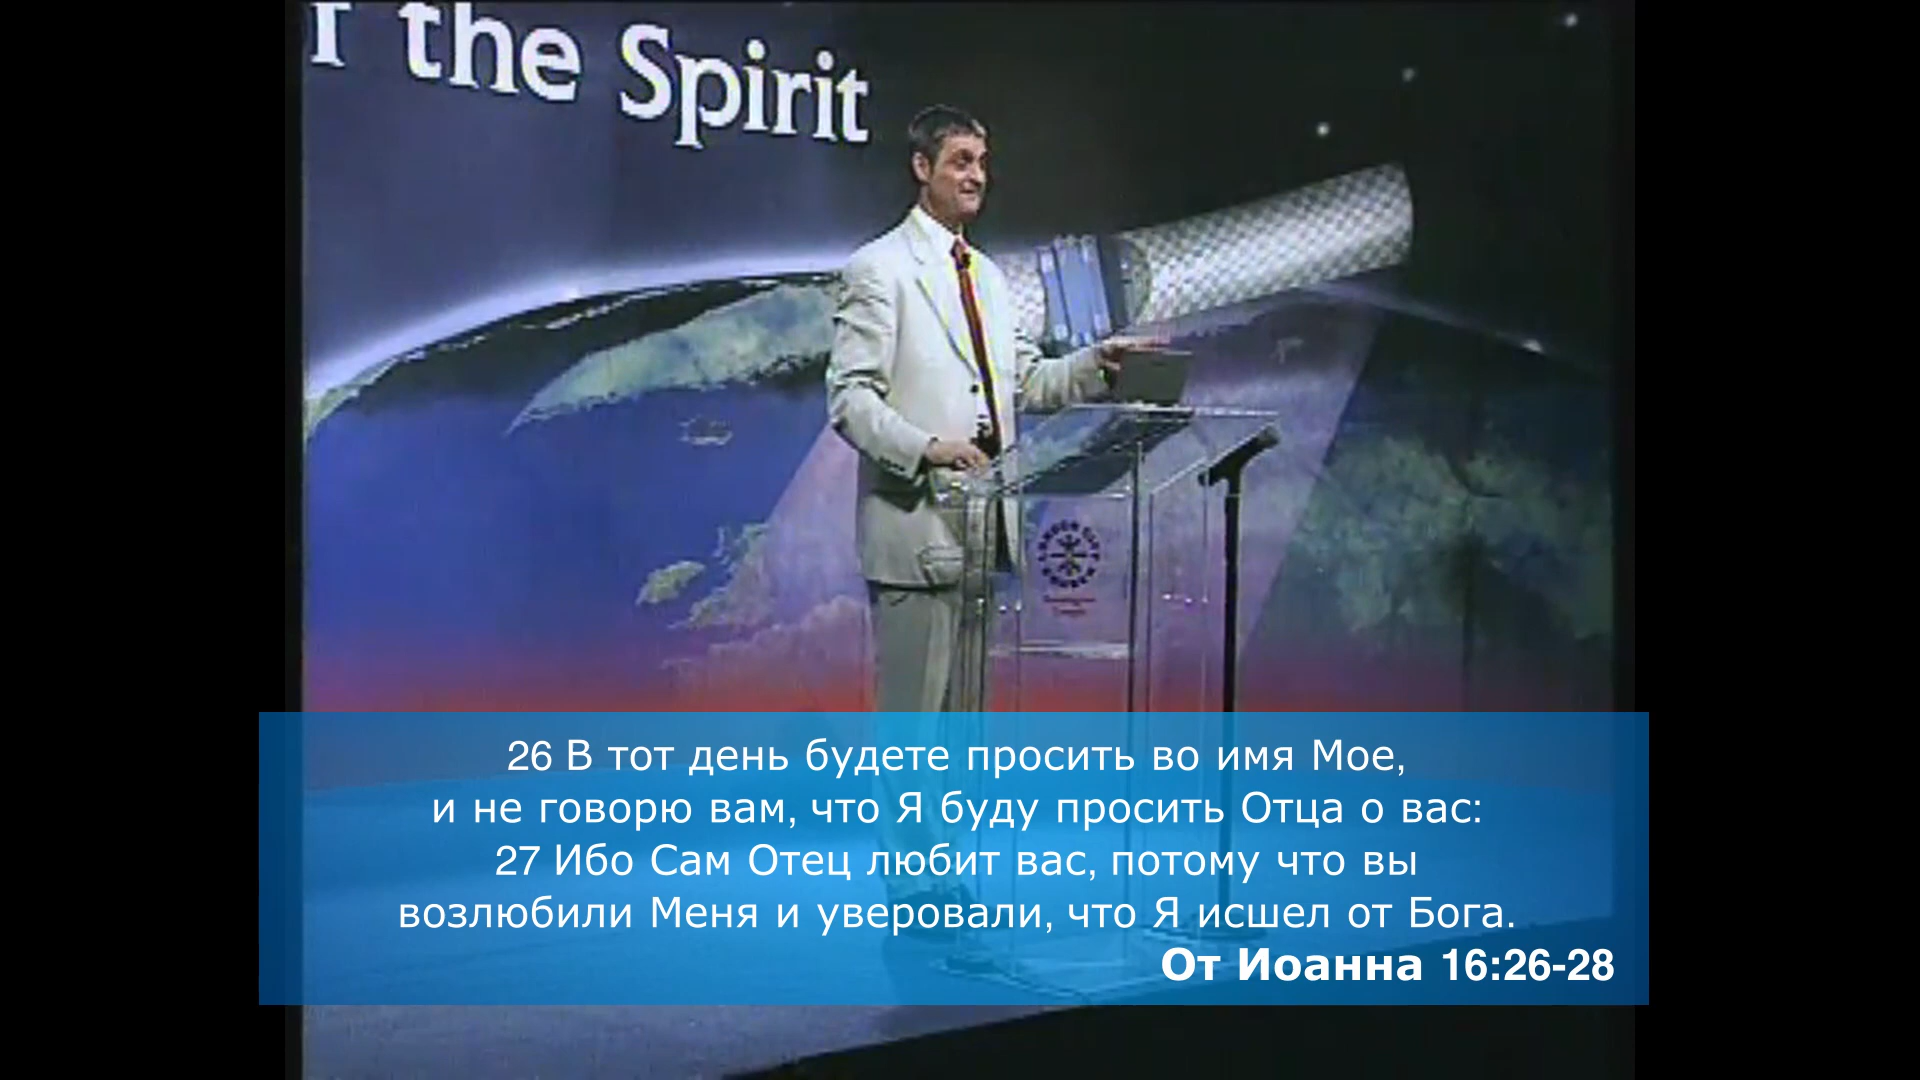 r the Spirit
26 В тот день будете просить во имя Мое,
и не говорю вам, что Я буду просить Отца о вас:
27 Ибо Сам Отец любит вас, потому что вы
возлюбили Меня и уверовали, что Я исшел от Бога.
От Иоанна 16:26-28